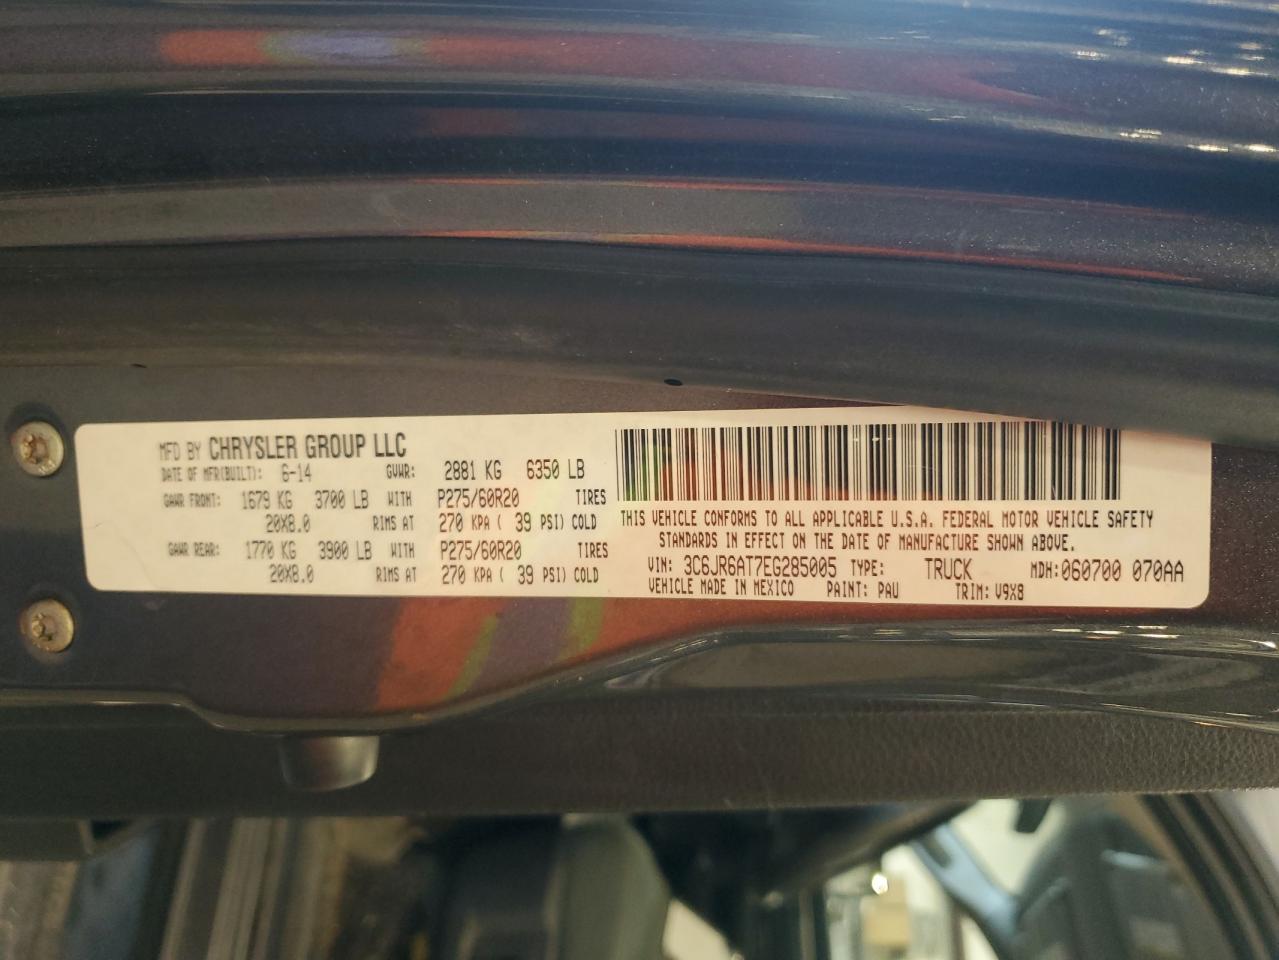 MFD BY CHRYSLER GROUP LLC
DATE OF MFR(BUILT): 6-14 GVWR: 2881 KG 6350 LB
GAWR FRONT: 1679 KG 3700 LB WITH P275/60R20 TIRES
20X8.0 RIMS AT 270 KPA ( 39 PSI) COLD
GAWR REAR: 1770 KG 3900 LB WITH P275/60R20 TIRES
20X8.0 RIMS AT 270 KPA ( 39 PSI) COLD
THIS VEHICLE CONFORMS TO ALL APPLICABLE U.S.A. FEDERAL MOTOR VEHICLE SAFETY
STANDARDS IN EFFECT ON THE DATE OF MANUFACTURE SHOWN ABOVE.
VIN: 3C6JR6AT7EG285005 TYPE: TRUCK MDH:060700 070AA
VEHICLE MADE IN MEXICO PAINT: PAU TRIM: V9X8